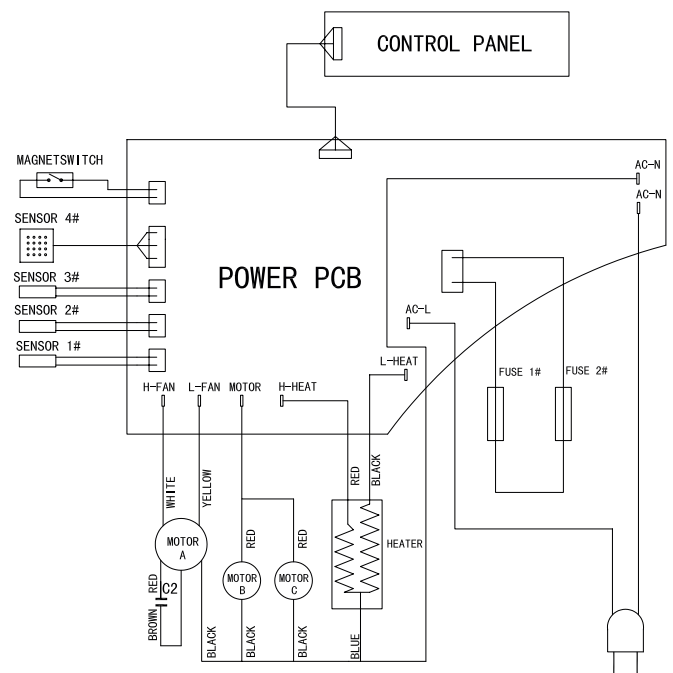 CONTROL PANEL
MAGNETSWITCH
AC-N
AC-N
SENSOR 4#
SENSOR 3#
POWER PCB
SENSOR 2#
AC-L
SENSOR 1#
L-HEAT
FUSE 1#
FUSE 2#
H-FAN
L-FAN
MOTOR
H-HEAT
WHITE
YELLOW
RED
BLACK
MOTOR
A
RED
RED
HEATER
RED
C2
MOTOR
B
MOTOR
C
BROWN
BLACK
BLACK
BLACK
BLUE